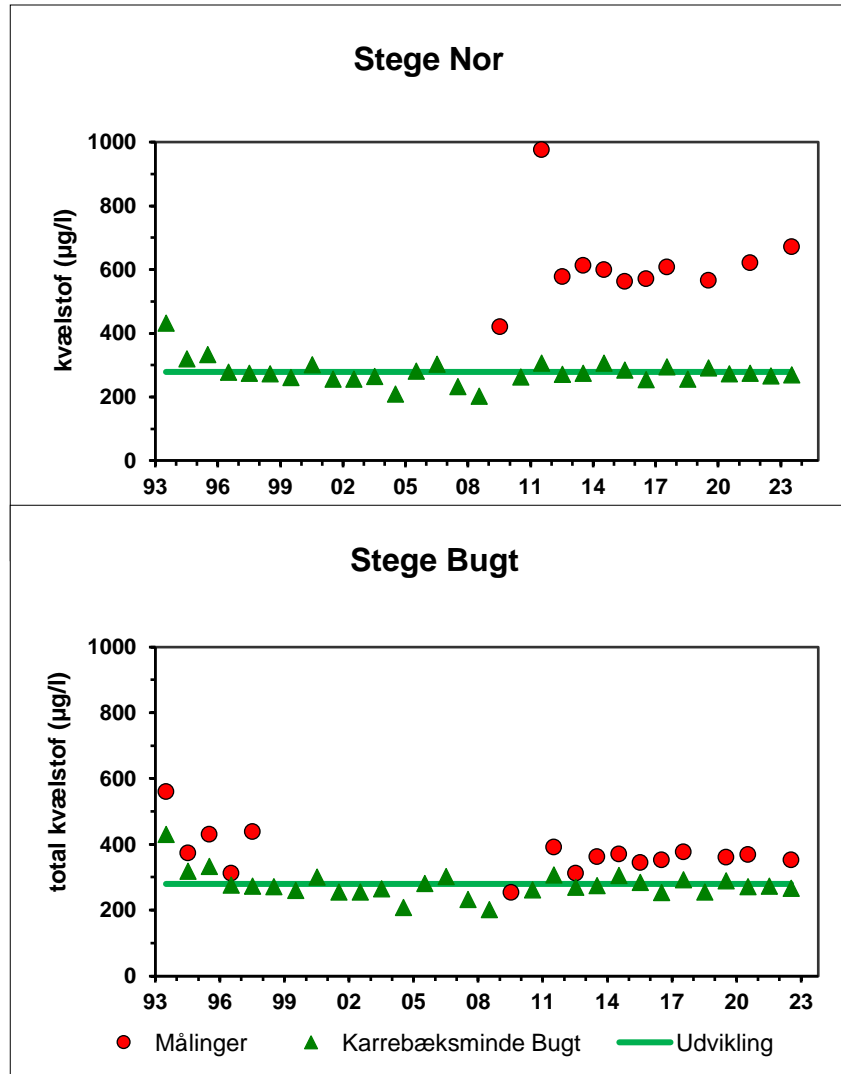 Stege Nor
kvælstof (µg/l)
1000
800
600
400
200
0
93 96 99 02 05 08 11 14 17 20 23
Stege Bugt
total kvælstof (µg/l)
1000
800
600
400
200
0
93 96 99 02 05 08 11 14 17 20 23
Målinger Karrebæksminde Bugt Udvikling